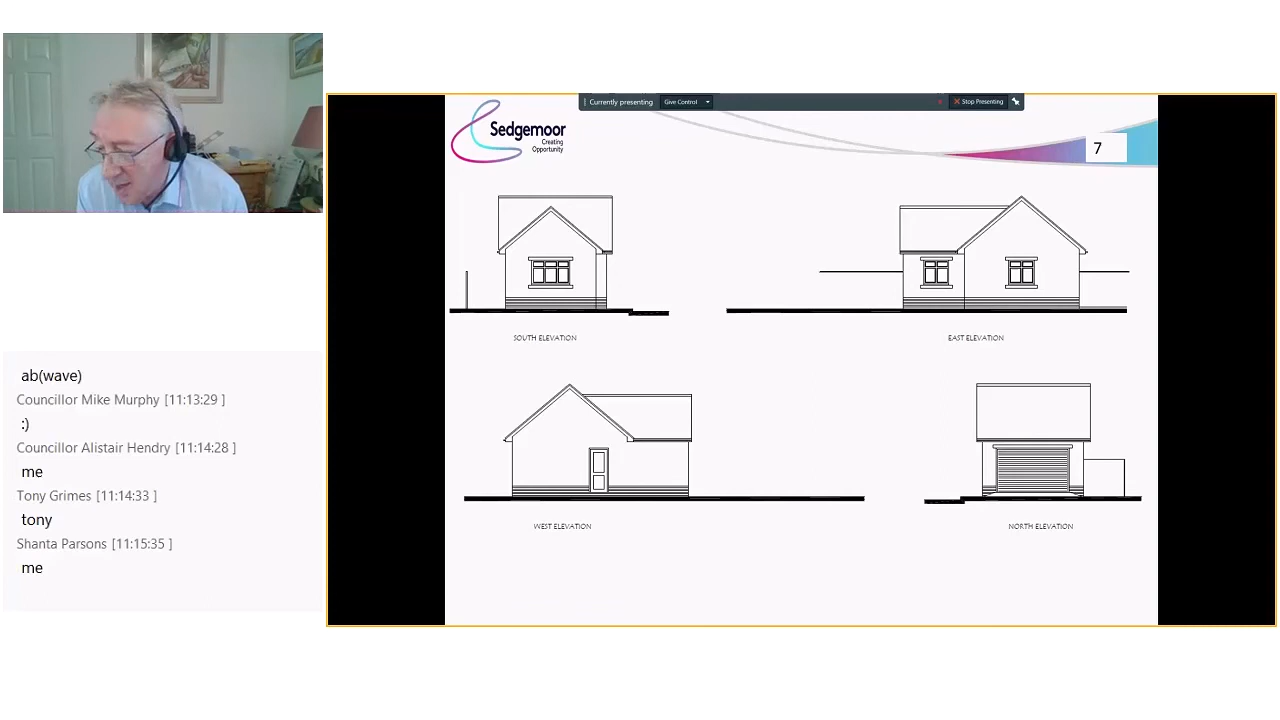 Currently presenting
Give Control
Stop Presenting
Sedgemoor
Creating
Opportunity
7
SOUTH ELEVATION
EAST ELEVATION
WEST ELEVATION
NORTH ELEVATION
ab(wave)
Councillor Mike Murphy [11:13:29 ]
:)
Councillor Alistair Hendry [11:14:28 ]
me
Tony Grimes [11:14:33 ]
tony
Shanta Parsons [11:15:35 ]
me